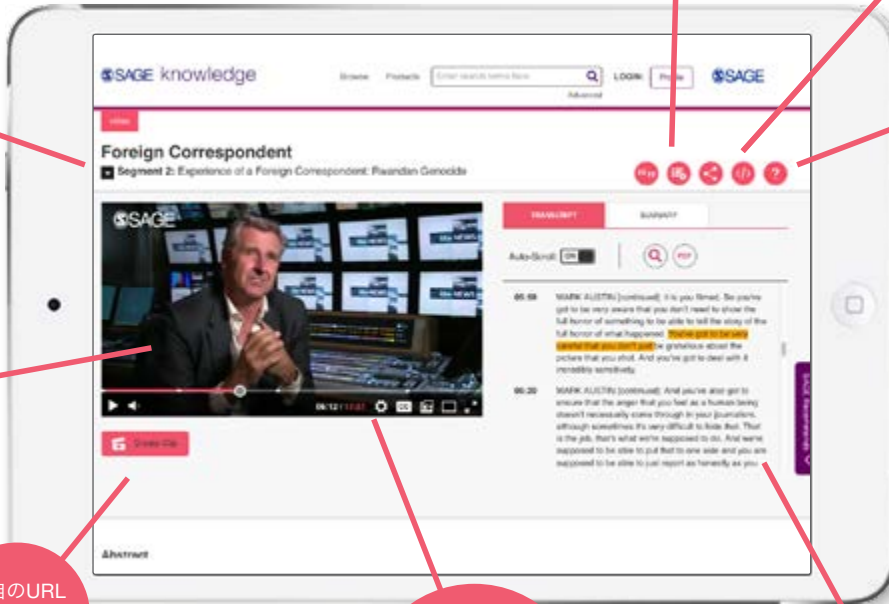 SAGE knowledge
Browse Products Enter search terms here LOGIN Profile SAGE
Advanced
Foreign Correspondent
Segment 2: Experience of a Foreign Correspondent: Rwandan Genocide
SAGE
TRANSCRIPT SUMMARY
Auto-Scroll: ON PDF
05:59 MARK AUSTIN [continued]: it is you filmed. So you've
got to be very aware that you don't need to show the
full horror of something to be able to tell the story of the
full horror of what happened. You've got to be very
careful that you don't just be gratuitous about the
picture that you shot. And you've got to deal with it
incredibly sensitively.
06:20 MARK AUSTIN [continued]: And you've also got to
ensure that the anger that you feel as a human being
doesn't necessarily come through in your journalism,
although sometimes it's very difficult to hide that. That
is the job, that's what we're supposed to do. And we're
supposed to be able to put that to one side and you are
supposed to be able to just report as honestly as you
06:12 CC
Create Clip
SAGE Recommends
Abstract
のURL